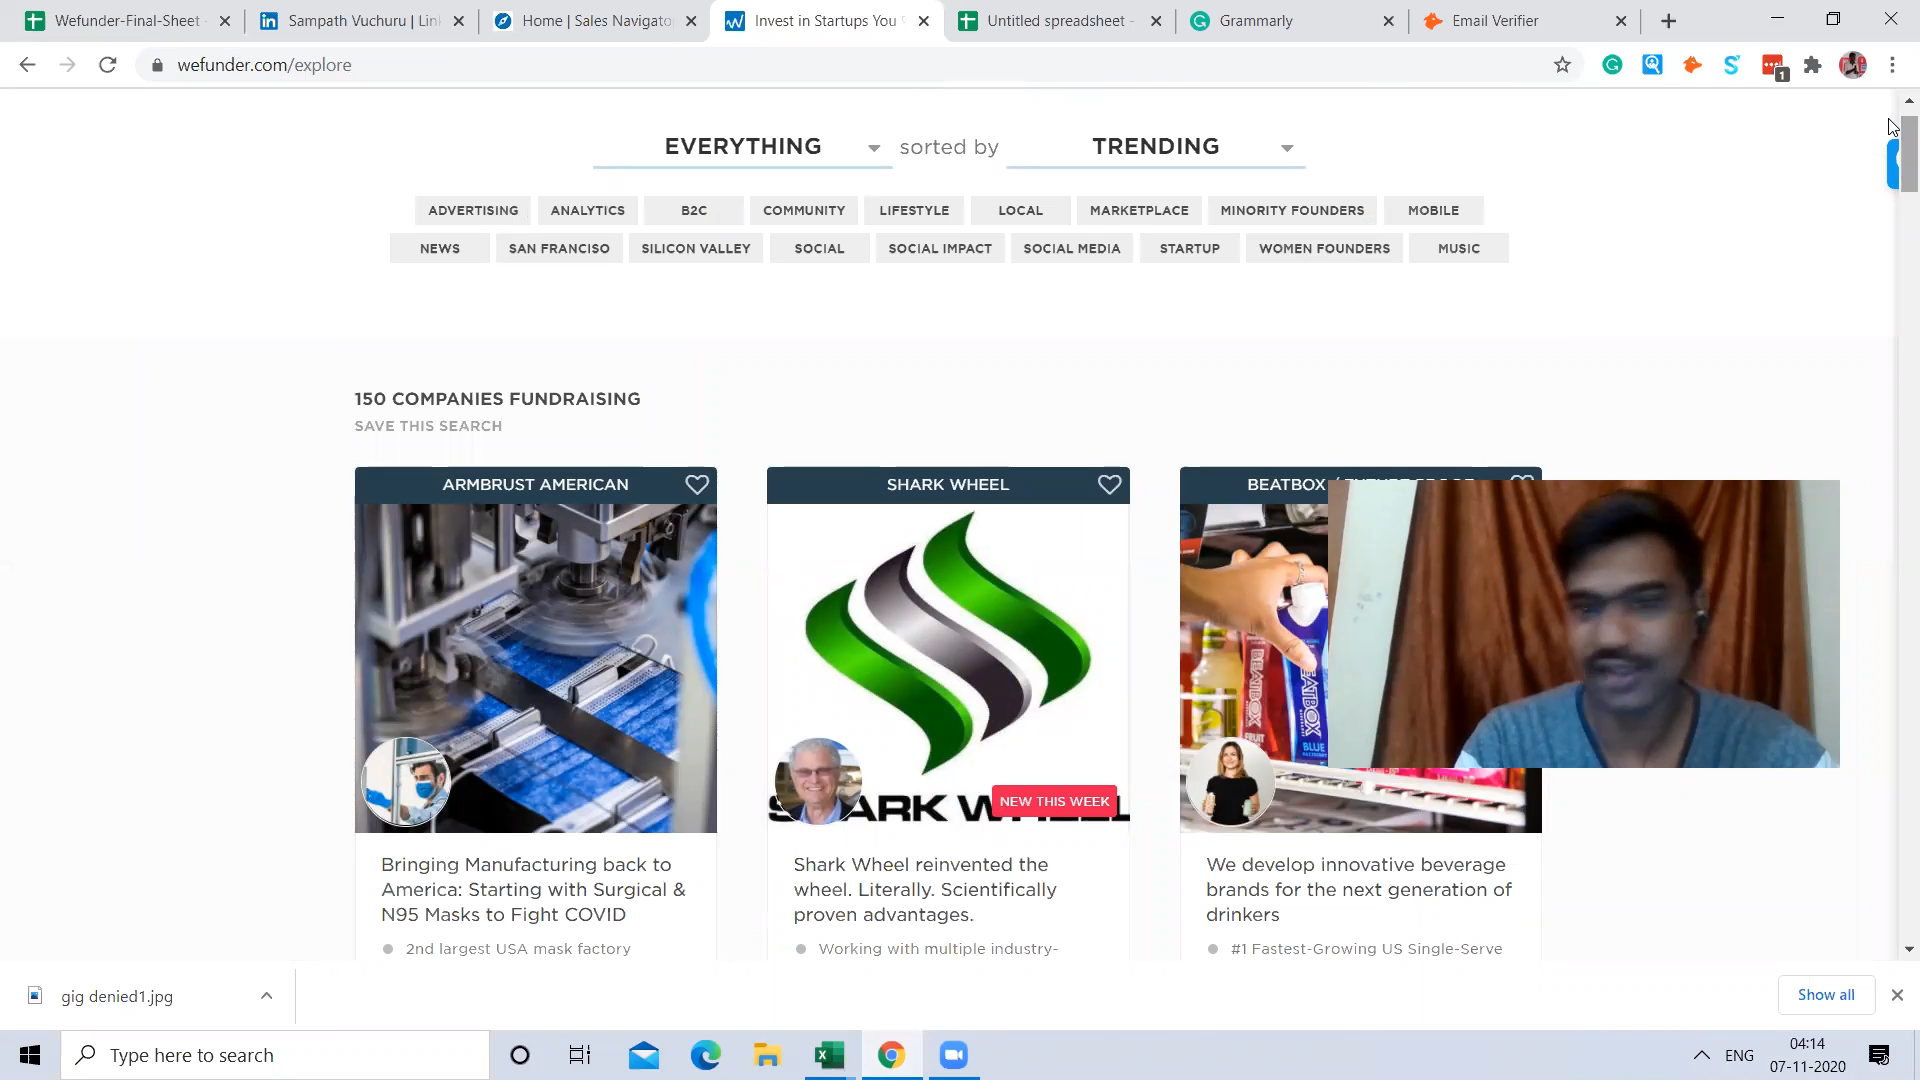 Wefunder-Final-Sheet
Sampath Vuchuru | Lin
Home | Sales Navigato
Invest in Startups You
Untitled spreadsheet -
Grammarly
Email Verifier
wefunder.com/explore
1
EVERYTHING sorted by TRENDING
ADVERTISING ANALYTICS B2C COMMUNITY LIFESTYLE LOCAL MARKETPLACE MINORITY FOUNDERS MOBILE
NEWS SAN FRANCISO SILICON VALLEY SOCIAL SOCIAL IMPACT SOCIAL MEDIA STARTUP WOMEN FOUNDERS MUSIC
150 COMPANIES FUNDRAISING
SAVE THIS SEARCH
ARMBRUST AMERICAN
Bringing Manufacturing back to
America: Starting with Surgical &
N95 Masks to Fight COVID
2nd largest USA mask factory
SHARK WHEEL
NEW THIS WEEK
Shark Wheel reinvented the
wheel. Literally. Scientifically
proven advantages.
Working with multiple industry-
BEATBOX
BEATBOX
BEATBOX
BLUE
We develop innovative beverage
brands for the next generation of
drinkers
#1 Fastest-Growing US Single-Serve
gig denied1.jpg
Show all
Type here to search
ENG
04:14
07-11-2020